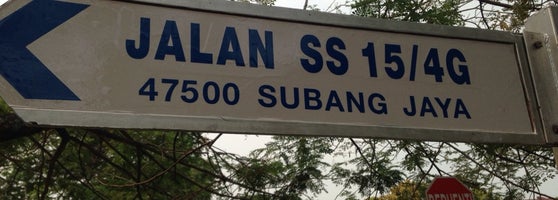 JALAN SS 15/4G
47500 SUBANG JAYA